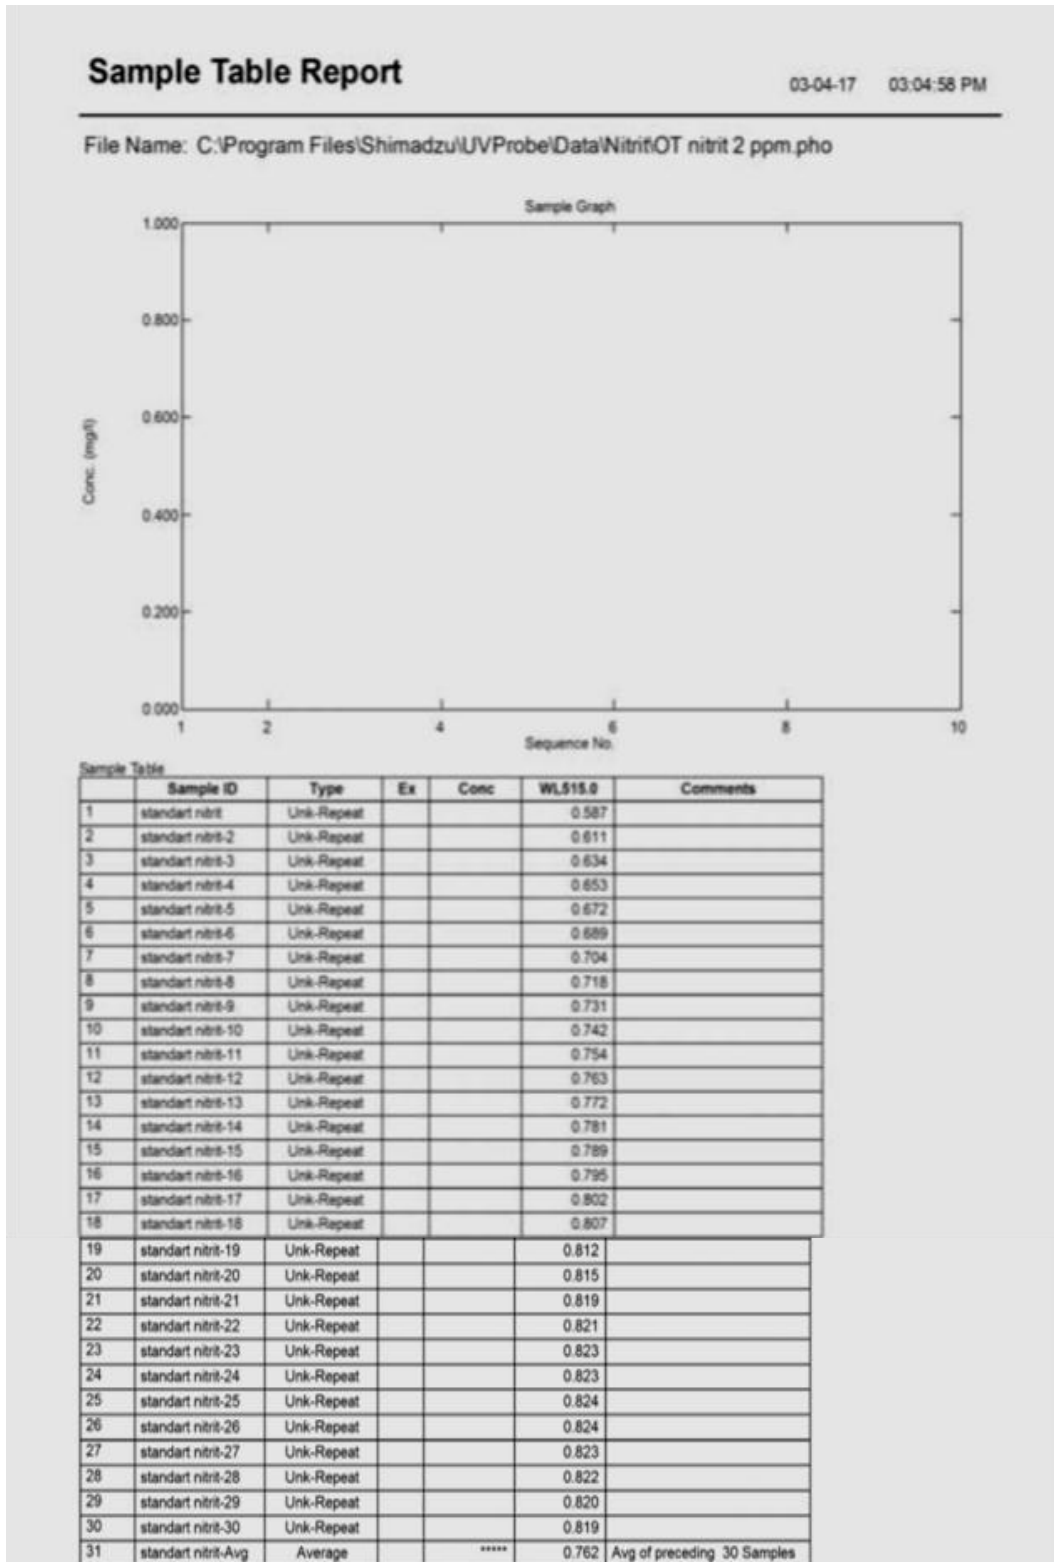 Sample Table Report
03-04-17 03:04:58 PM
File Name: C:\Program Files\Shimadzu\UVProbe\Data\Nitrit\OT nitrit 2 ppm.pho
Sample Graph
1.000
0.800
0.600
0.400
0.200
0.000
Conc. (mg/l)
1 2 4 6 8 10
Sequence No.
Sample Table
Sample ID Type Ex Conc WL515.0 Comments
1 standart nitrit Unk-Repeat 0.587
2 standart nitrit-2 Unk-Repeat 0.611
3 standart nitrit-3 Unk-Repeat 0.634
4 standart nitrit-4 Unk-Repeat 0.653
5 standart nitrit-5 Unk-Repeat 0.672
6 standart nitrit-6 Unk-Repeat 0.689
7 standart nitrit-7 Unk-Repeat 0.704
8 standart nitrit-8 Unk-Repeat 0.718
9 standart nitrit-9 Unk-Repeat 0.731
10 standart nitrit-10 Unk-Repeat 0.742
11 standart nitrit-11 Unk-Repeat 0.754
12 standart nitrit-12 Unk-Repeat 0.763
13 standart nitrit-13 Unk-Repeat 0.772
14 standart nitrit-14 Unk-Repeat 0.781
15 standart nitrit-15 Unk-Repeat 0.789
16 standart nitrit-16 Unk-Repeat 0.795
17 standart nitrit-17 Unk-Repeat 0.802
18 standart nitrit-18 Unk-Repeat 0.807
19 standart nitrit-19 Unk-Repeat 0.812
20 standart nitrit-20 Unk-Repeat 0.815
21 standart nitrit-21 Unk-Repeat 0.819
22 standart nitrit-22 Unk-Repeat 0.821
23 standart nitrit-23 Unk-Repeat 0.823
24 standart nitrit-24 Unk-Repeat 0.823
25 standart nitrit-25 Unk-Repeat 0.824
26 standart nitrit-26 Unk-Repeat 0.824
27 standart nitrit-27 Unk-Repeat 0.823
28 standart nitrit-28 Unk-Repeat 0.822
29 standart nitrit-29 Unk-Repeat 0.820
30 standart nitrit-30 Unk-Repeat 0.819
31 standart nitrit-Avg Average ***** 0.762 Avg of preceding 30 Samples